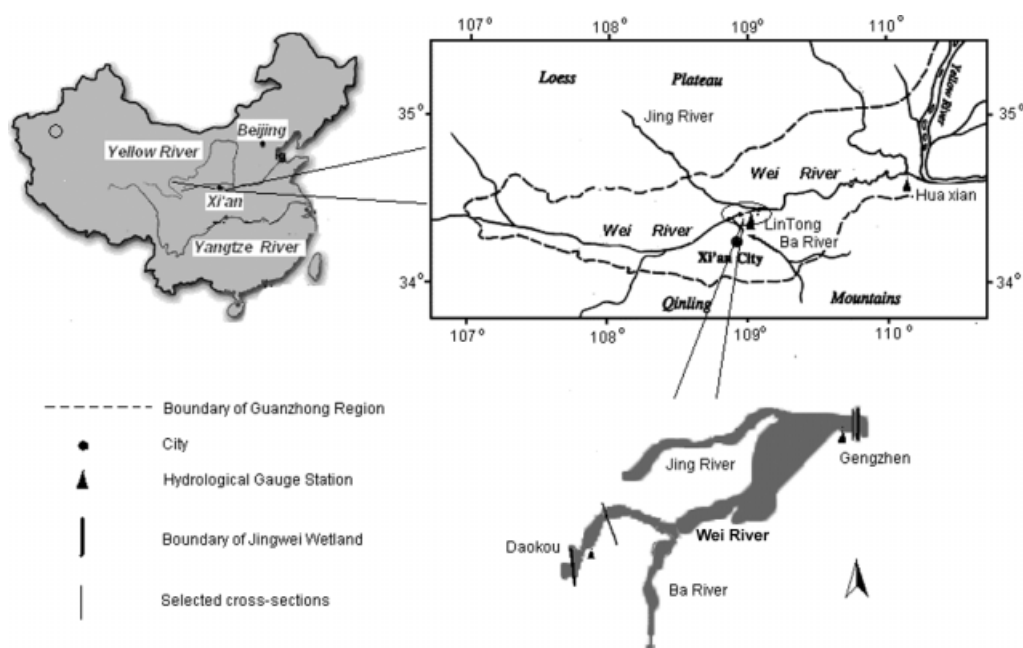 107°
108°
109°
110°
Loess Plateau
Jing River
Yellow River
35°
35°
Beijing
Yellow River
Wei River
Hua xian
Xi'an
LinTong
Wei River
Ba River
Yangtze River
Xi'an City
34°
34°
Qinling Mountains
107°
108°
109°
110°
Boundary of Guanzhong Region
City
Hydrological Gauge Station
Boundary of Jingwei Wetland
Selected cross-sections
Jing River
Gengzhen
Wei River
Daokou
Ba River